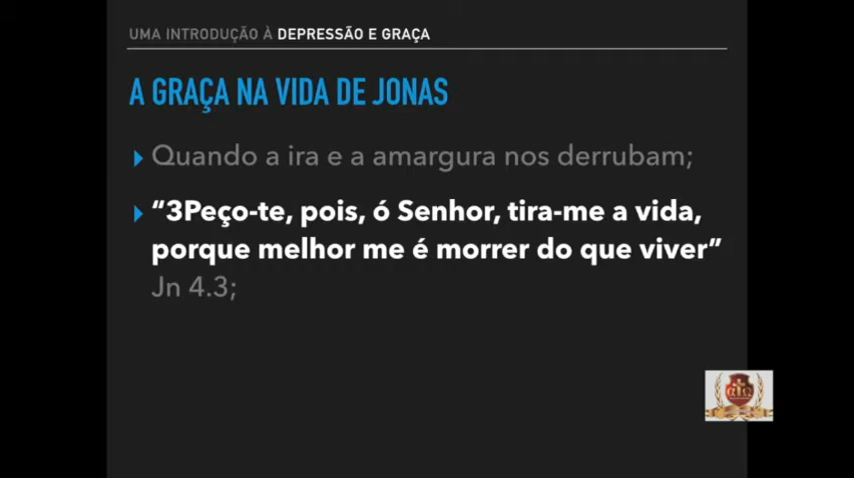 UMA INTRODUÇÃO À DEPRESSÃO E GRAÇA
A GRAÇA NA VIDA DE JONAS
Quando a ira e a amargura nos derrubam;
“3Peço-te, pois, ó Senhor, tira-me a vida,
porque melhor me é morrer do que viver”
Jn 4.3;